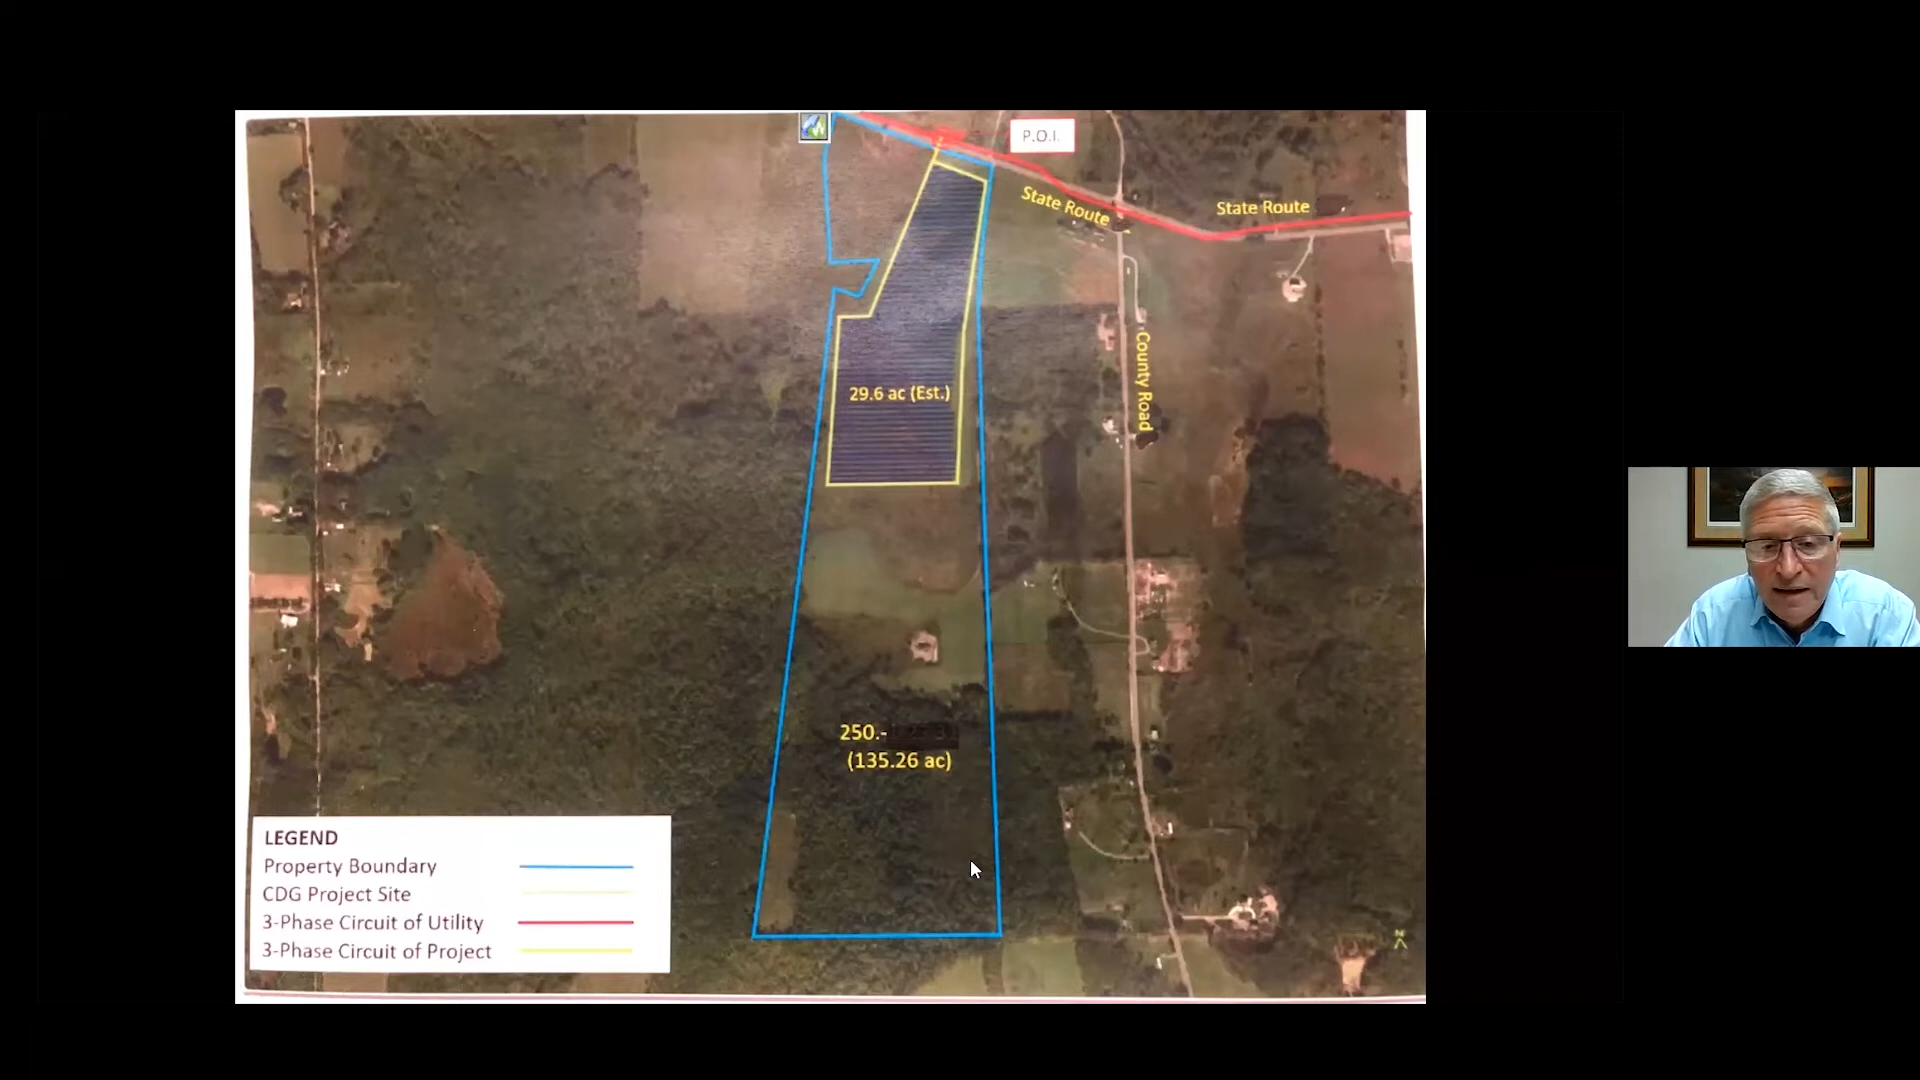 P.O.I.
State Route
State Route
County Road
29.6 ac (Est.)
250.-
(135.26 ac)
LEGEND
Property Boundary
CDG Project Site
3-Phase Circuit of Utility
3-Phase Circuit of Project
N